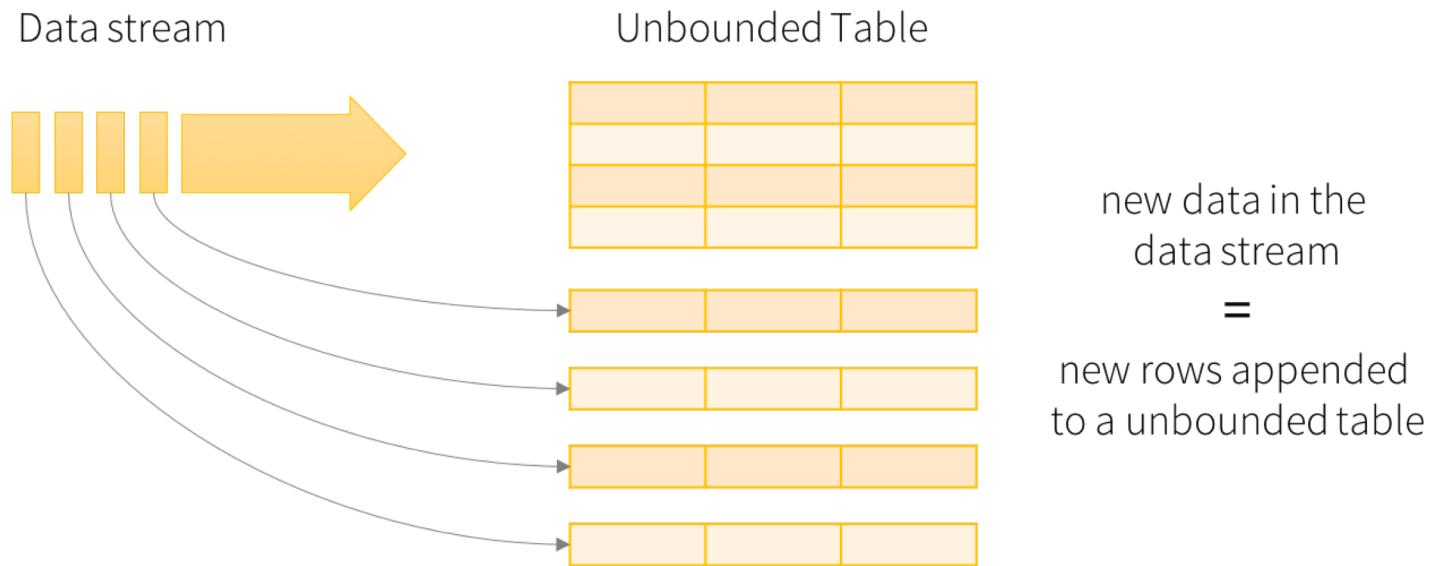 Data stream
Unbounded Table
new data in the
data stream
=
new rows appended
to a unbounded table